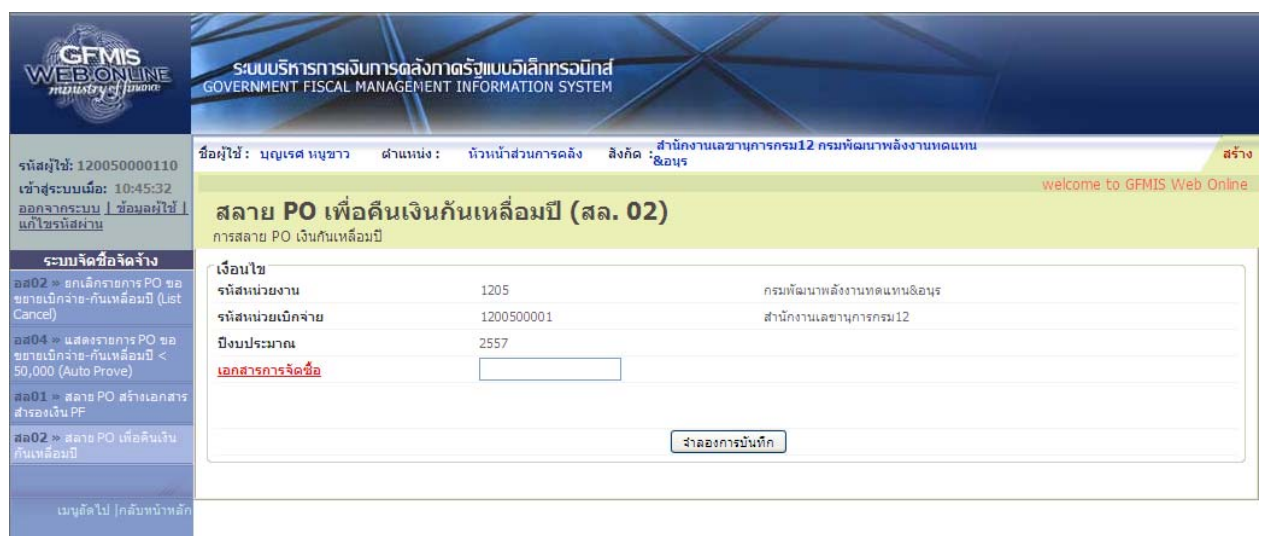 GFMIS
WEB ONLINE
ministry of finance
ระบบบริหารการเงินการคลังภาครัฐแบบอิเล็กทรอนิกส์
GOVERNMENT FISCAL MANAGEMENT INFORMATION SYSTEM
รหัสผู้ใช้: 120050000110
เข้าสู่ระบบเมื่อ: 10:45:32
ออกจากระบบ | ข้อมูลผู้ใช้ |
แก้ไขรหัสผ่าน
ชื่อผู้ใช้ : บุญเรศ หนูขาว ตำแหน่ง : หัวหน้าส่วนการคลัง สังกัด : สำนักงานเลขานุการกรม12 กรมพัฒนาพลังงานทดแทน
&อนุร
สร้าง
welcome to GFMIS Web Online
สลาย PO เพื่อคืนเงินกันเหลื่อมปี (สล. 02)
การสลาย PO เงินกันเหลื่อมปี
ระบบจัดซื้อจัดจ้าง
อส02 » ยกเลิกรายการ PO ขอ
ขยายเบิกจ่าย-กันเหลื่อมปี (List
Cancel)
อส04 » แสดงรายการ PO ขอ
ขยายเบิกจ่าย-กันเหลื่อมปี <
50,000 (Auto Prove)
สล01 » สลาย PO สร้างเอกสาร
สำรองเงิน PF
สล02 » สลาย PO เพื่อคืนเงิน
กันเหลื่อมปี
เมนูถัดไป |กลับหน้าหลัก
เงื่อนไข
รหัสหน่วยงาน 1205 กรมพัฒนาพลังงานทดแทน&อนุร
รหัสหน่วยเบิกจ่าย 1200500001 สำนักงานเลขานุการกรม12
ปีงบประมาณ 2557
เอกสารการจัดซื้อ
จำลองการบันทึก